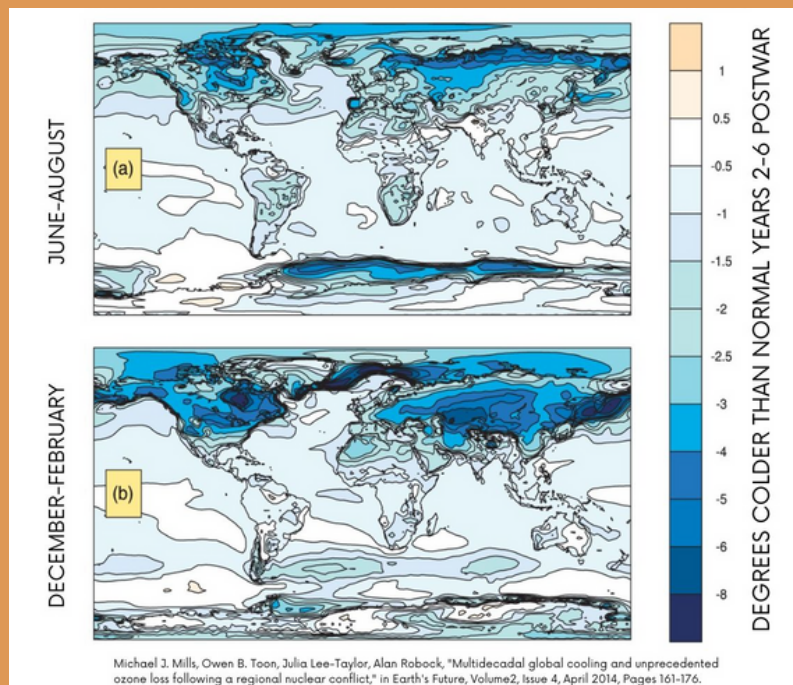 JUNE-AUGUST
(a)
DECEMBER-FEBRUARY
(b)
1
0.5
-0.5
-1
-1.5
-2
-2.5
-3
-4
-5
-6
-8
DEGREES COLDER THAN NORMAL YEARS 2-6 POSTWAR
Michael J. Mills, Owen B. Toon, Julia Lee-Taylor, Alan Robock, "Multidecadal global cooling and unprecedented
ozone loss following a regional nuclear conflict," in Earth's Future, Volume2, Issue 4, April 2014, Pages 161-176.